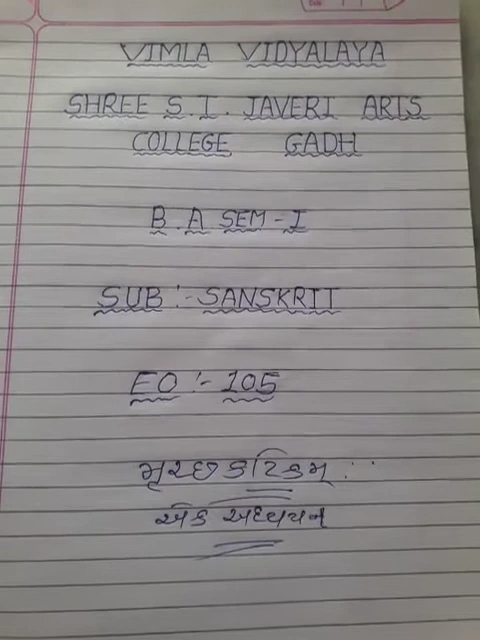 VIMLA VIDYALAYA
SHREE S.I. JAVERI ARTS
COLLEGE GADH
B.A SEM-I
SUB :- SANSKRIT
EO :- 105
મૃચ્છકટિકમ્ :
એક અધ્યયન